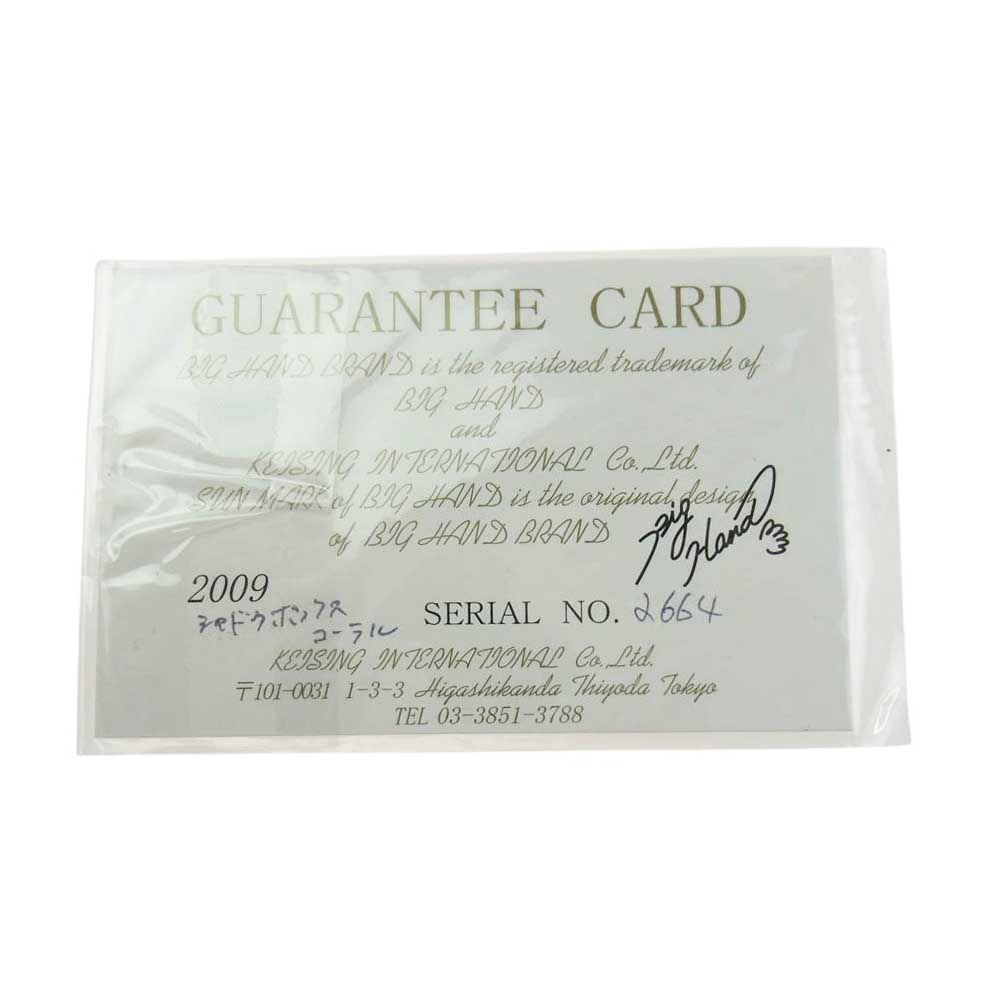 GUARANTEE CARD
BIG HAND BRAND is the registered trademark of
BIG HAND
and
KEISING INTERNATIONAL Co.,Ltd.
SUN MARK of BIG HAND is the original design
of BIG HAND BRAND
Big Hand
2009
シャドウボックス
コーラル
SERIAL NO. 2664
KEISING INTERNATIONAL Co.,Ltd.
〒101-0031 1-3-3 Higashikanda Thiyoda Tokyo
TEL 03-3851-3788